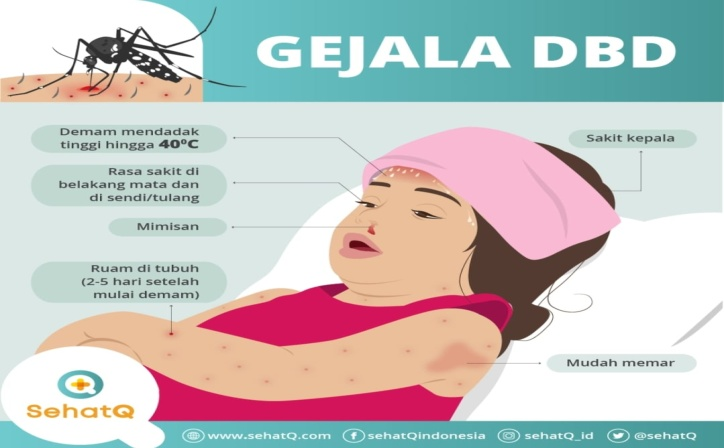 GEJALA DBD
Demam mendadak
tinggi hingga 40°C
Sakit kepala
Rasa sakit di
belakang mata dan
di sendi/tulang
Mimisan
Ruam di tubuh
(2-5 hari setelah
mulai demam)
Mudah memar
SehatQ
www.sehatQ.com
sehatQindonesia
sehatQ_id
@sehatQ